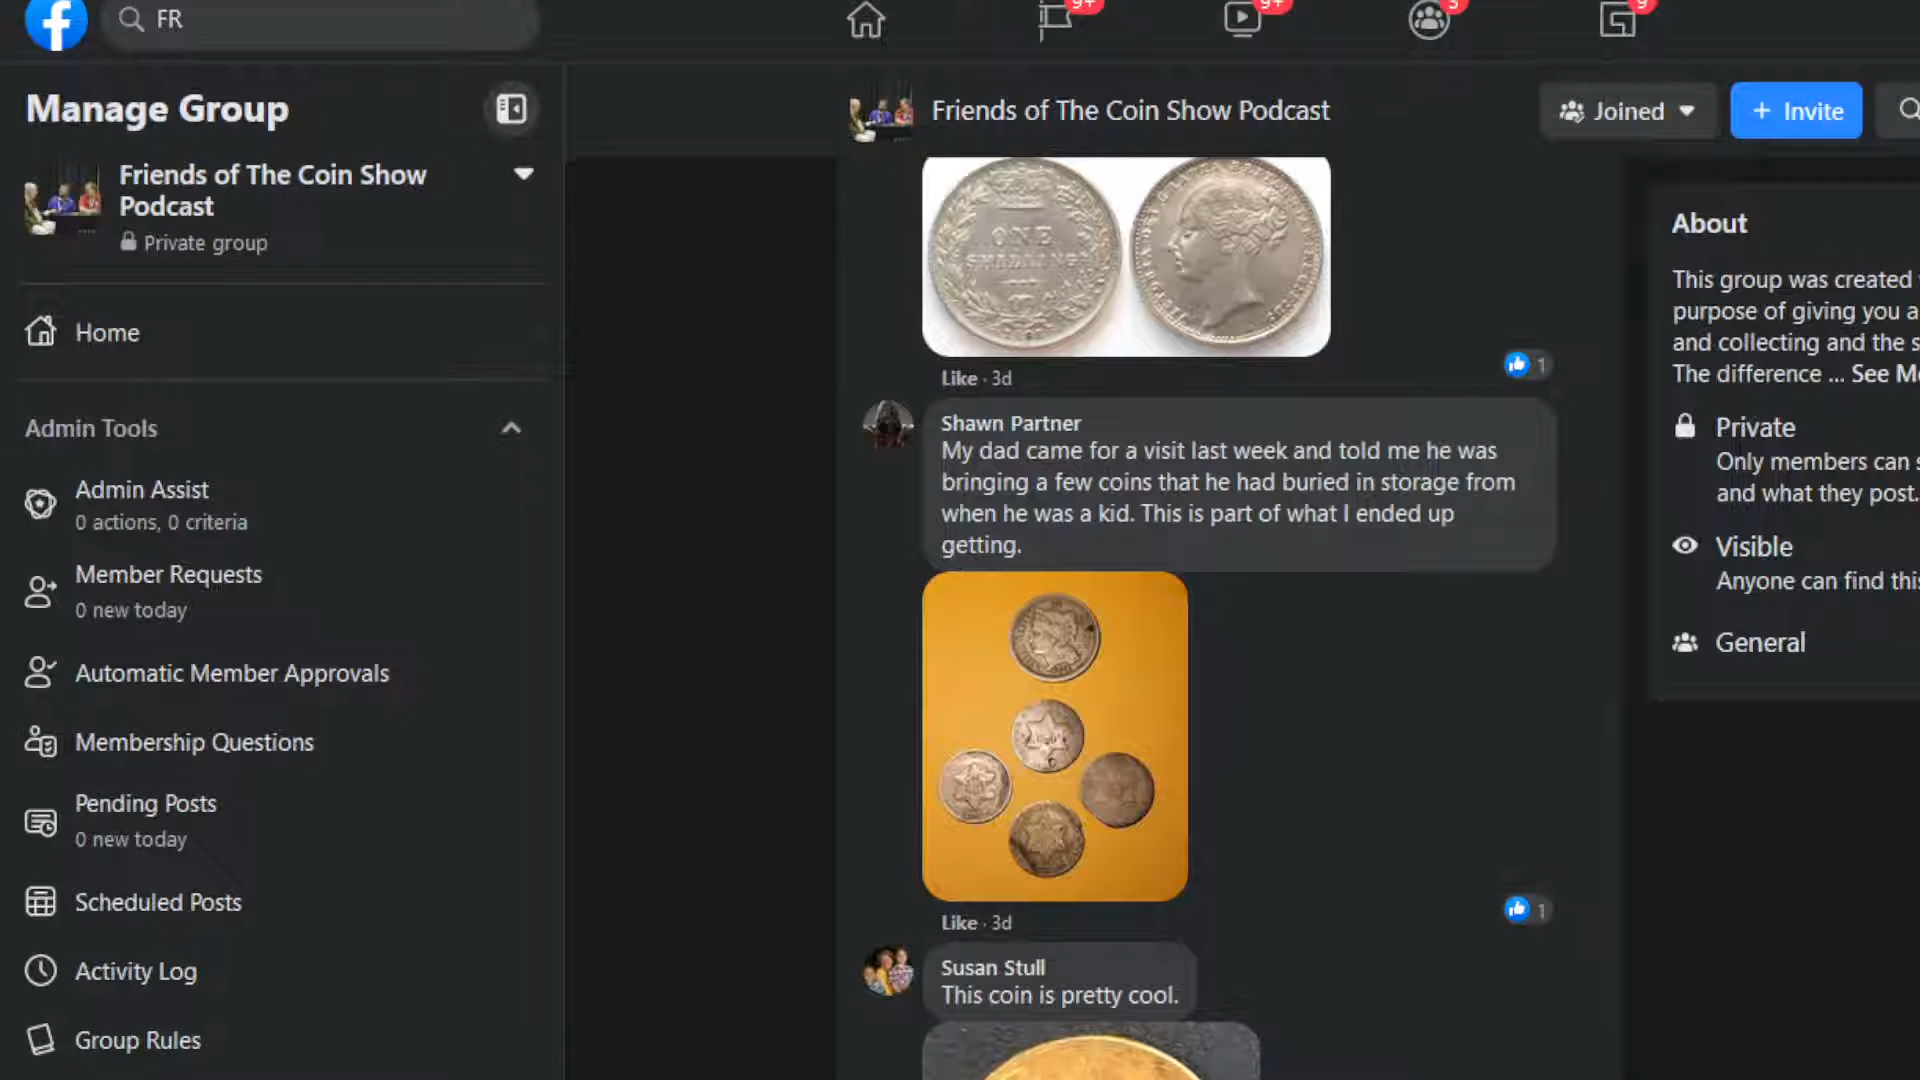 FR
9+
9+
3
9
Manage Group
Friends of The Coin Show
Podcast
Private group
Home
Admin Tools
Admin Assist
0 actions, 0 criteria
Member Requests
0 new today
Automatic Member Approvals
Membership Questions
Pending Posts
0 new today
Scheduled Posts
Activity Log
Group Rules
Friends of The Coin Show Podcast
Joined
+ Invite
ONE
SHILLING
Like · 3d
1
Shawn Partner
My dad came for a visit last week and told me he was
bringing a few coins that he had buried in storage from
when he was a kid. This is part of what I ended up
getting.
Like · 3d
1
Susan Stull
This coin is pretty cool.
About
This group was created
purpose of giving you a
and collecting and the s
The difference ... See Mo
Private
Only members can s
and what they post.
Visible
Anyone can find this
General